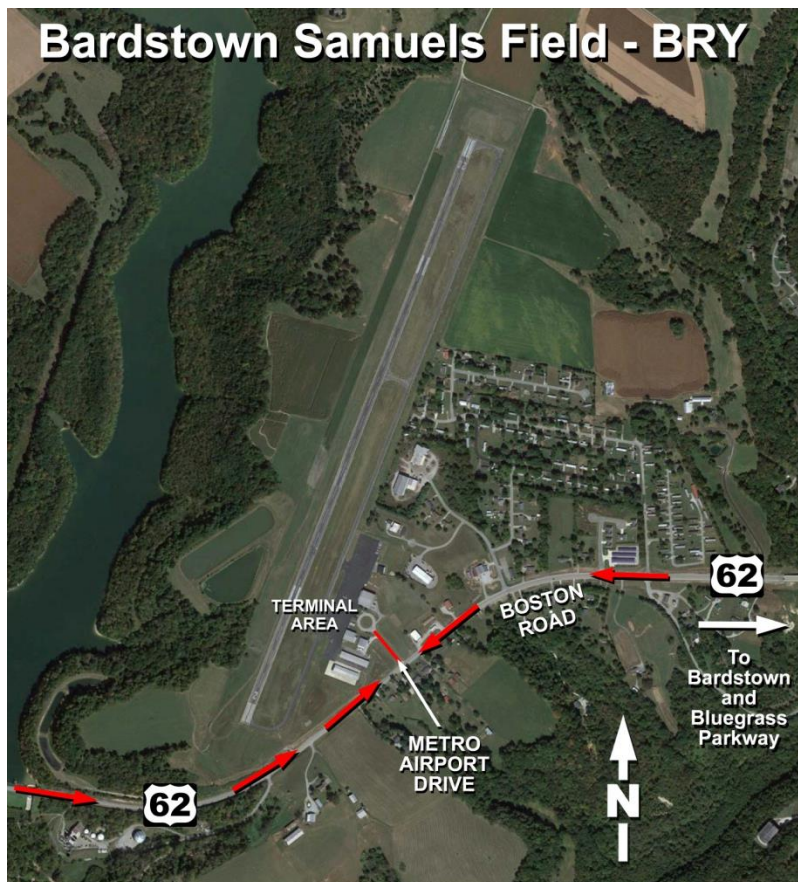 Bardstown Samuels Field - BRY
TERMINAL
AREA
BOSTON
ROAD
62
To
Bardstown
and
Bluegrass
Parkway
METRO
AIRPORT
DRIVE
62
N